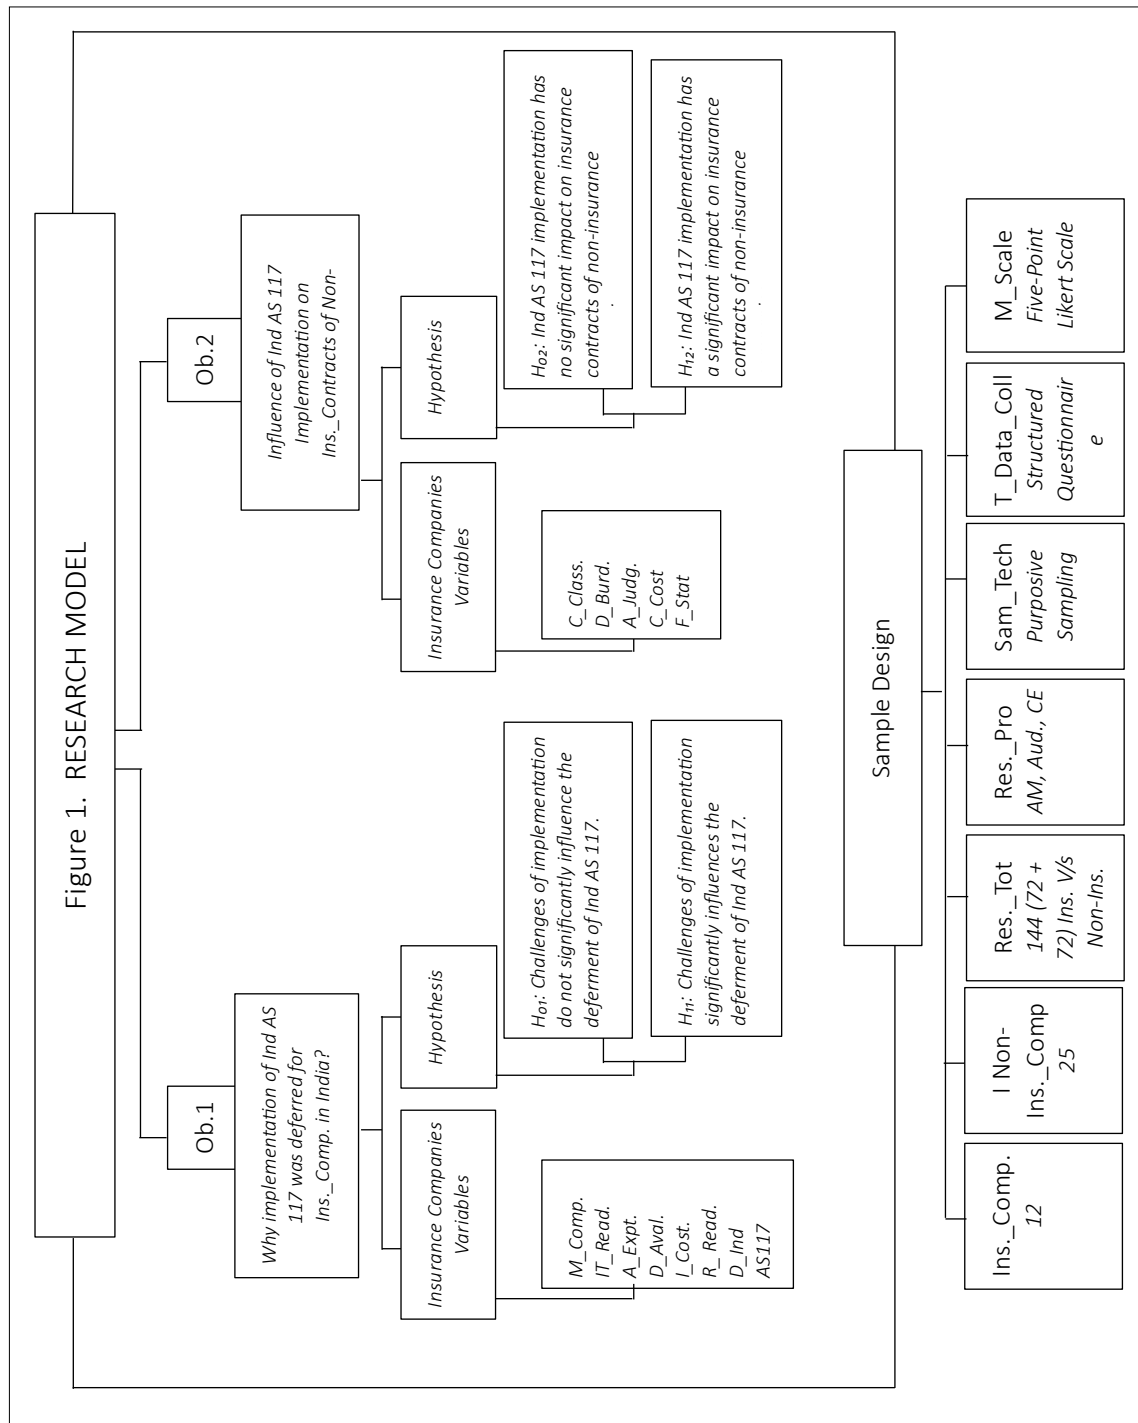 Figure 1. RESEARCH MODEL
Ob.1
Why implementation of Ind AS
117 was deferred for
Ins._Comp. in India?
Insurance Companies
Variables
M_Comp.
IT_Read.
A_Expt.
D_Aval.
I_Cost.
R_Read.
D_Ind
AS117
Hypothesis
H₀₁: Challenges of implementation
do not significantly influence the
deferment of Ind AS 117.
H₁₁: Challenges of implementation
significantly influences the
deferment of Ind AS 117.
Ob.2
Influence of Ind AS 117
Implementation on
Ins._Contracts of Non-
Insurance Companies
Variables
C_Class.
D_Burd.
A_Judg.
C_Cost
F_Stat
Hypothesis
H₀₂: Ind AS 117 implementation has
no significant impact on insurance
contracts of non-insurance
H₁₂: Ind AS 117 implementation has
a significant impact on insurance
contracts of non-insurance
Sample Design
Ins._Comp.
12
I Non-
Ins._Comp
25
Res._Tot
144 (72 +
72) Ins. V/s
Non-Ins.
Res._Pro
AM, Aud., CE
Sam_Tech
Purposive
Sampling
T_Data_Coll
Structured
Questionnair
e
M_Scale
Five-Point
Likert Scale